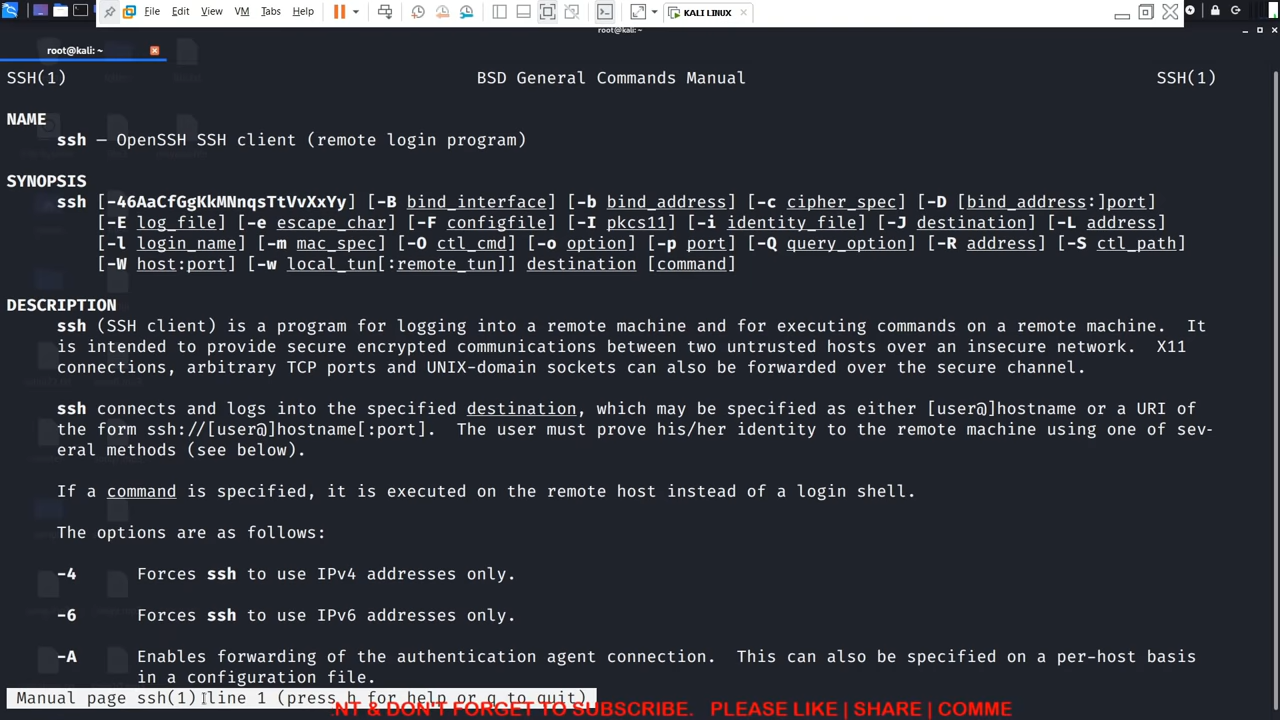 File Edit View VM Tabs Help KALI LINUX
root@kali: ~
root@kali: ~
SSH(1) BSD General Commands Manual SSH(1)
NAME
ssh — OpenSSH SSH client (remote login program)
SYNOPSIS
ssh [-46AaCfGgKkMNnqsTtVvXxYy] [-B bind_interface] [-b bind_address] [-c cipher_spec] [-D [bind_address:]port]
[-E log_file] [-e escape_char] [-F configfile] [-I pkcs11] [-i identity_file] [-J destination] [-L address]
[-l login_name] [-m mac_spec] [-O ctl_cmd] [-o option] [-p port] [-Q query_option] [-R address] [-S ctl_path]
[-W host:port] [-w local_tun[:remote_tun]] destination [command]
DESCRIPTION
ssh (SSH client) is a program for logging into a remote machine and for executing commands on a remote machine. It
is intended to provide secure encrypted communications between two untrusted hosts over an insecure network. X11
connections, arbitrary TCP ports and UNIX-domain sockets can also be forwarded over the secure channel.
ssh connects and logs into the specified destination, which may be specified as either [user@]hostname or a URI of
the form ssh://[user@]hostname[:port]. The user must prove his/her identity to the remote machine using one of sev-
eral methods (see below).
If a command is specified, it is executed on the remote host instead of a login shell.
The options are as follows:
-4 Forces ssh to use IPv4 addresses only.
-6 Forces ssh to use IPv6 addresses only.
-A Enables forwarding of the authentication agent connection. This can also be specified on a per-host basis
in a configuration file.
Manual page ssh(1) line 1 (press h for help or q to quit)
NT & DON'T FORGET TO SUBSCRIBE. PLEASE LIKE | SHARE | COMME